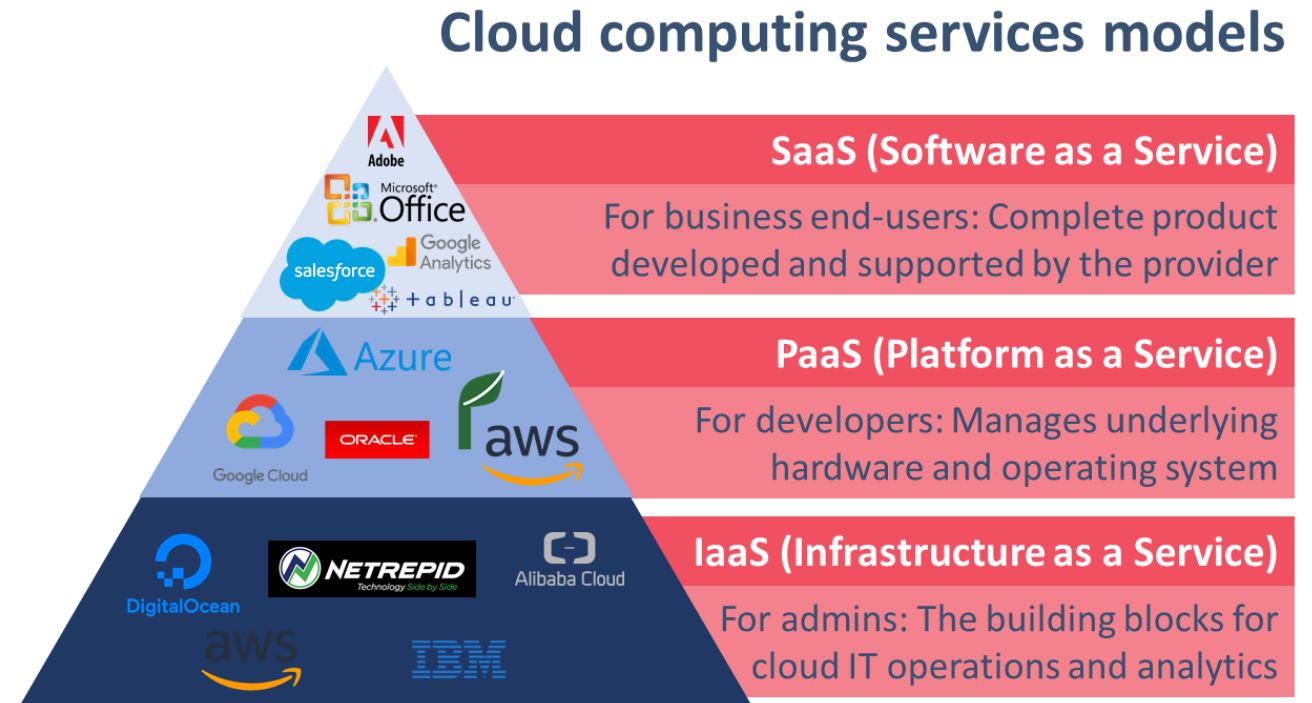 Cloud computing services models
Adobe
Microsoft®
Office
salesforce
Google
Analytics
+ableau
SaaS (Software as a Service)
For business end-users: Complete product
developed and supported by the provider
Azure
Google Cloud
ORACLE
aws
PaaS (Platform as a Service)
For developers: Manages underlying
hardware and operating system
DigitalOcean
NETREPID
Technology Side by Side
Alibaba Cloud
aws
IBM
IaaS (Infrastructure as a Service)
For admins: The building blocks for
cloud IT operations and analytics